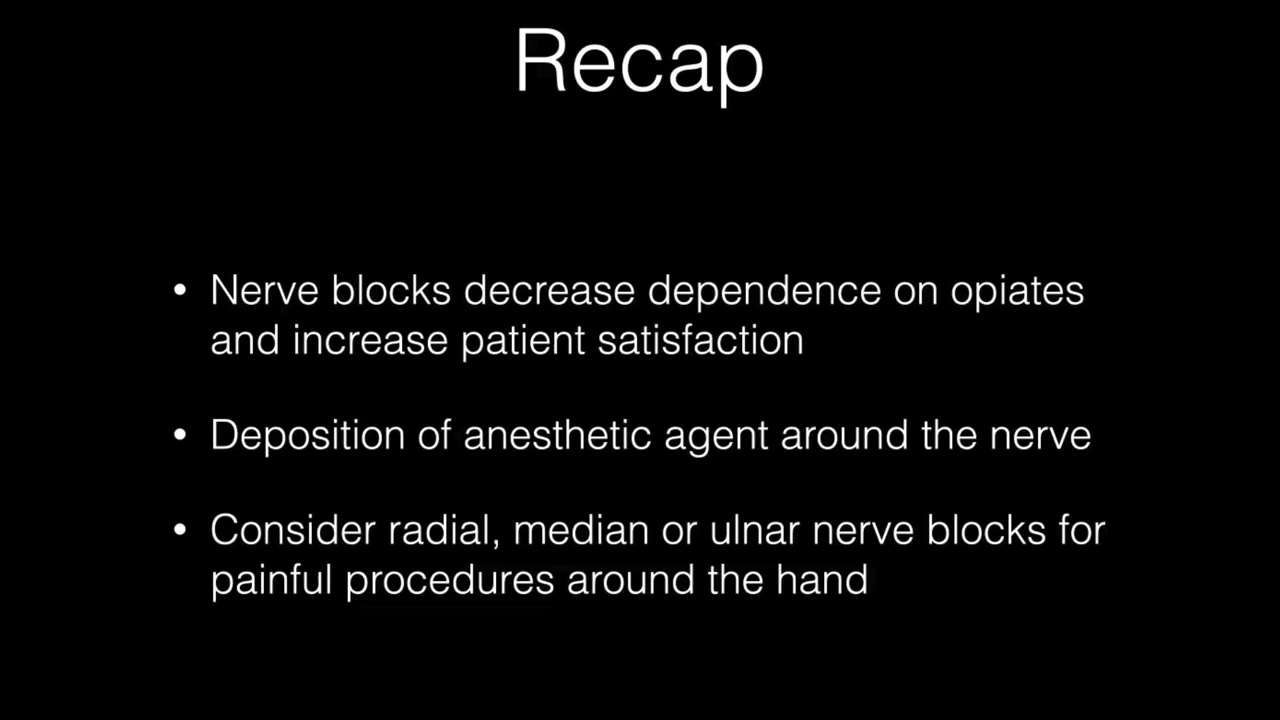 Recap
• Nerve blocks decrease dependence on opiates
and increase patient satisfaction
• Deposition of anesthetic agent around the nerve
• Consider radial, median or ulnar nerve blocks for
painful procedures around the hand